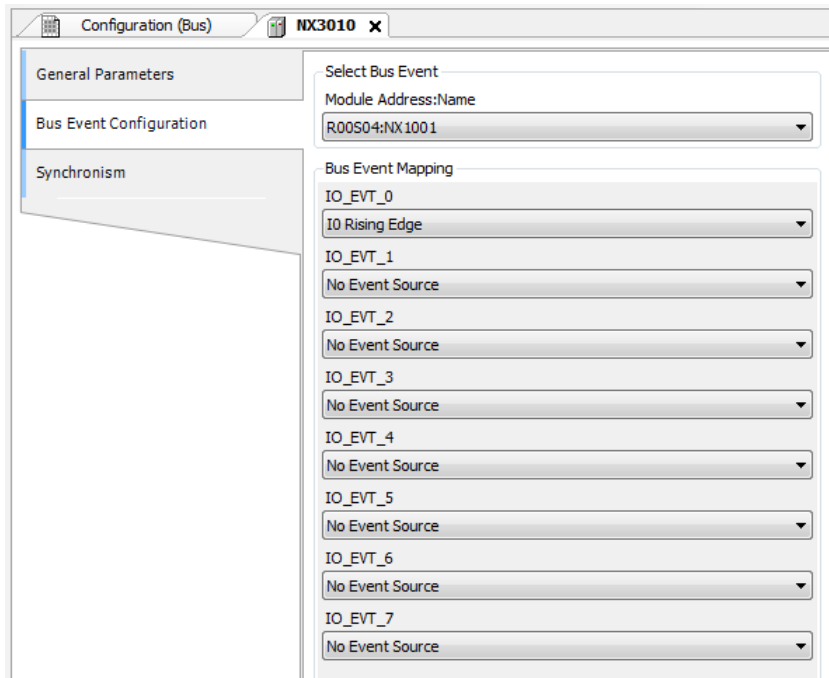 Configuration (Bus)
NX3010
General Parameters
Bus Event Configuration
Synchronism
Select Bus Event
Module Address:Name
R00S04:NX1001
Bus Event Mapping
IO_EVT_0
I0 Rising Edge
IO_EVT_1
No Event Source
IO_EVT_2
No Event Source
IO_EVT_3
No Event Source
IO_EVT_4
No Event Source
IO_EVT_5
No Event Source
IO_EVT_6
No Event Source
IO_EVT_7
No Event Source